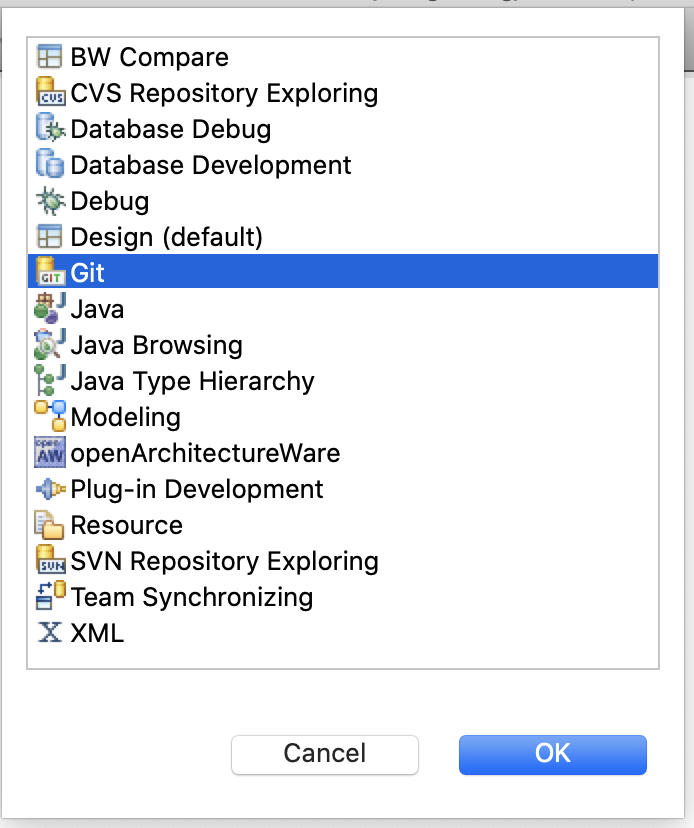 BW Compare
CVS Repository Exploring
Database Debug
Database Development
Debug
Design (default)
Git
Java
Java Browsing
Java Type Hierarchy
Modeling
openArchitectureWare
Plug-in Development
Resource
SVN Repository Exploring
Team Synchronizing
XML
Cancel
OK